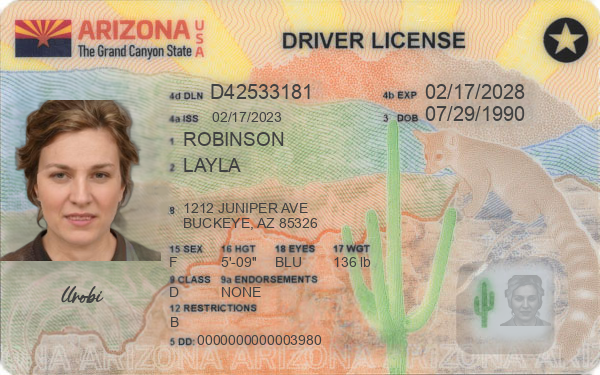 ARIZONA USA
The Grand Canyon State
DRIVER LICENSE
4d DLN D42533181
4b EXP 02/17/2028
4a ISS 02/17/2023
3 DOB 07/29/1990
1 ROBINSON
2 LAYLA
8 1212 JUNIPER AVE
BUCKEYE, AZ 85326
15 SEX 16 HGT 18 EYES 17 WGT
F 5'-09" BLU 136 lb
9 CLASS 9a ENDORSEMENTS
D NONE
12 RESTRICTIONS
B
5 DD: 0000000000003980
ARIZONA ARIZONA ARIZONA ARIZONA